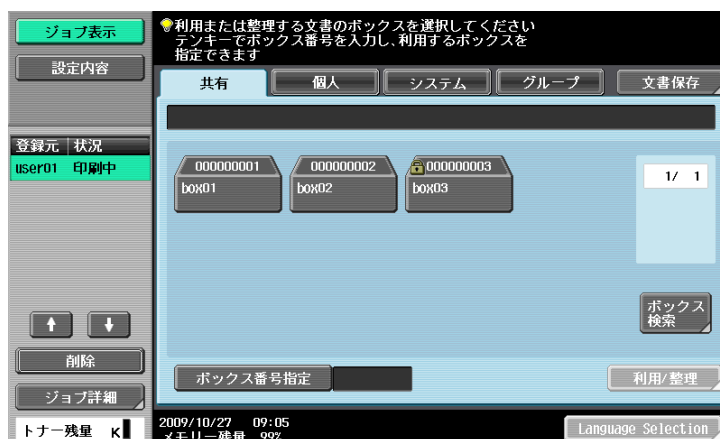 ジョブ表示
設定内容
利用または整理する文書のボックスを選択してください
テンキーでボックス番号を入力し、利用するボックスを
指定できます
共有 個人 システム グループ 文書保存
登録元 状況
user01 印刷中
000000001 000000002 000000003
box01 box02 box03
1/ 1
ボックス
検索
削除
ジョブ詳細
ボックス番号指定
利用/整理
トナー残量 K
2009/10/27 09:05
メモリー残量 99%
Language Selection